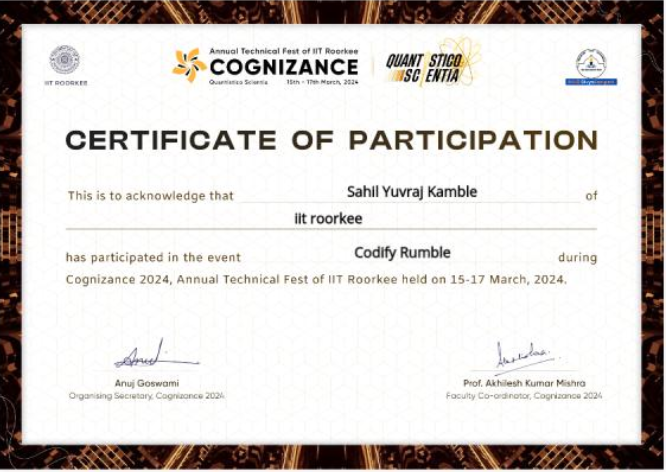 IIT ROORKEE
Annual Technical Fest of IIT Roorkee
COGNIZANCE
Quantistico Scientia 15th - 17th March, 2024
QUANTISTICO
SCIENTIA
CERTIFICATE OF PARTICIPATION
This is to acknowledge that Sahil Yuvraj Kamble of
iit roorkee
has participated in the event Codify Rumble during
Cognizance 2024, Annual Technical Fest of IIT Roorkee held on 15-17 March, 2024.
Anuj Goswami
Organising Secretary, Cognizance 2024
Prof. Akhilesh Kumar Mishra
Faculty Co-ordinator, Cognizance 2024